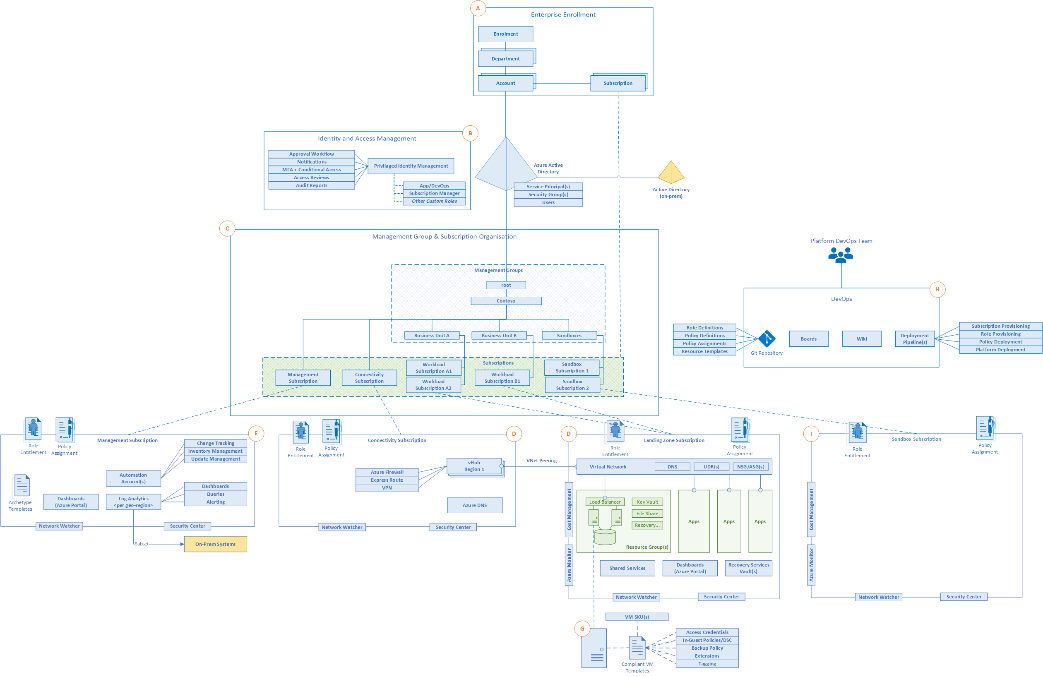 A
Enterprise Enrollment
Enrolment
Department
Account
Subscription
B
Identity and Access Management
Approval Workflow
Notifications
MFA + Conditional Access
Access Reviews
Audit Reports
Privilaged Identity Management
App/DevOps
Subscription Manager
Other Custom Roles
Azure Active
Directory
Service Principal(s)
Security Group(s)
Users
Active Directory
(on-prem)
C
Management Group & Subscription Organisation
Management Groups
Root
Contoso
Business Unit A
Business Unit B
Sandboxes
Subscriptions
Management
Subscription
Connectivity
Subscription
Workload
Subscription A1
Workload
Subscription A2
Workload
Subscription B1
Sandbox
Subscription 1
Sandbox
Subscription 2
Platform DevOps Team
H
DevOps
Role Definitions
Policy Definitions
Policy Assignments
Resource Templates
Git Repository
Boards
Wiki
Deployment
Pipeline(s)
Subscription Provisioning
Role Provisioning
Policy Deployment
Platform Deployment
Role
Entitlement
Policy
Assignment
Management Subscription
E
Change Tracking
Inventory Management
Update Management
Automation
Account(s)
Archetype
Templates
Dashboards
(Azure Portal)
Log Analytics
<per geo-region>
Dashboards
Queries
Alerting
Network Watcher
Security Center
On-Prem Systems
Role
Entitlement
Policy
Assignment
Connectivity Subscription
D
Azure Firewall
Express Route
VPN
vHub
Region 1
Azure DNS
Network Watcher
Security Center
VNet Peering
D
Role
Entitlement
Landing Zone Subscription
Policy
Assignment
Virtual Network
DNS
UDR(s)
NSG/ASG(s)
Cost Management
Azure Monitor
Load Balancer
Key Vault
File Share
Recovery...
Resource Group(s)
Apps
Apps
Apps
Shared Services
Dashboards
(Azure Portal)
Recovery Services
Vault(s)
Network Watcher
Security Center
I
Role
Entitlement
Sandbox Subscription
Policy
Assignment
Cost Management
Azure Monitor
Network Watcher
Security Center
G
VM SKU(s)
Compliant VM
Templates
Access Credentials
In-Guest Policies/DSC
Backup Policy
Extensions
Tagging